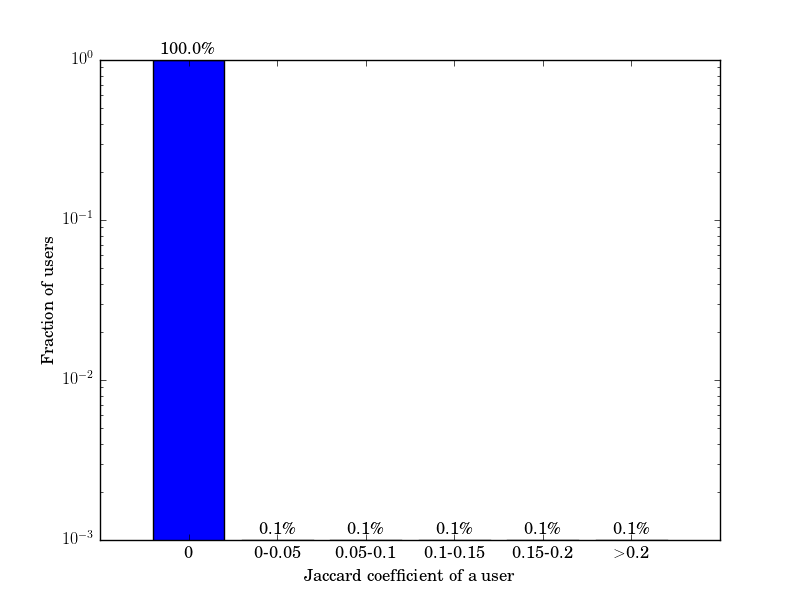 100.0%
10⁰
10⁻¹
10⁻²
10⁻³
Fraction of users
0.1% 0.1% 0.1% 0.1% 0.1%
0 0-0.05 0.05-0.1 0.1-0.15 0.15-0.2 >0.2
Jaccard coefficient of a user